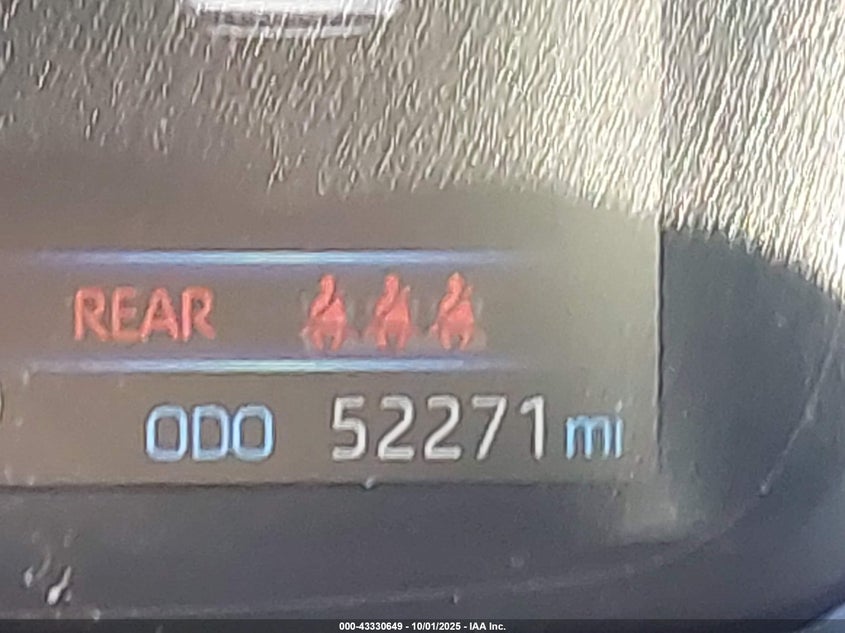 REAR
ODO 52271 mi
000-43330649 - 10/01/2025 - IAA Inc.